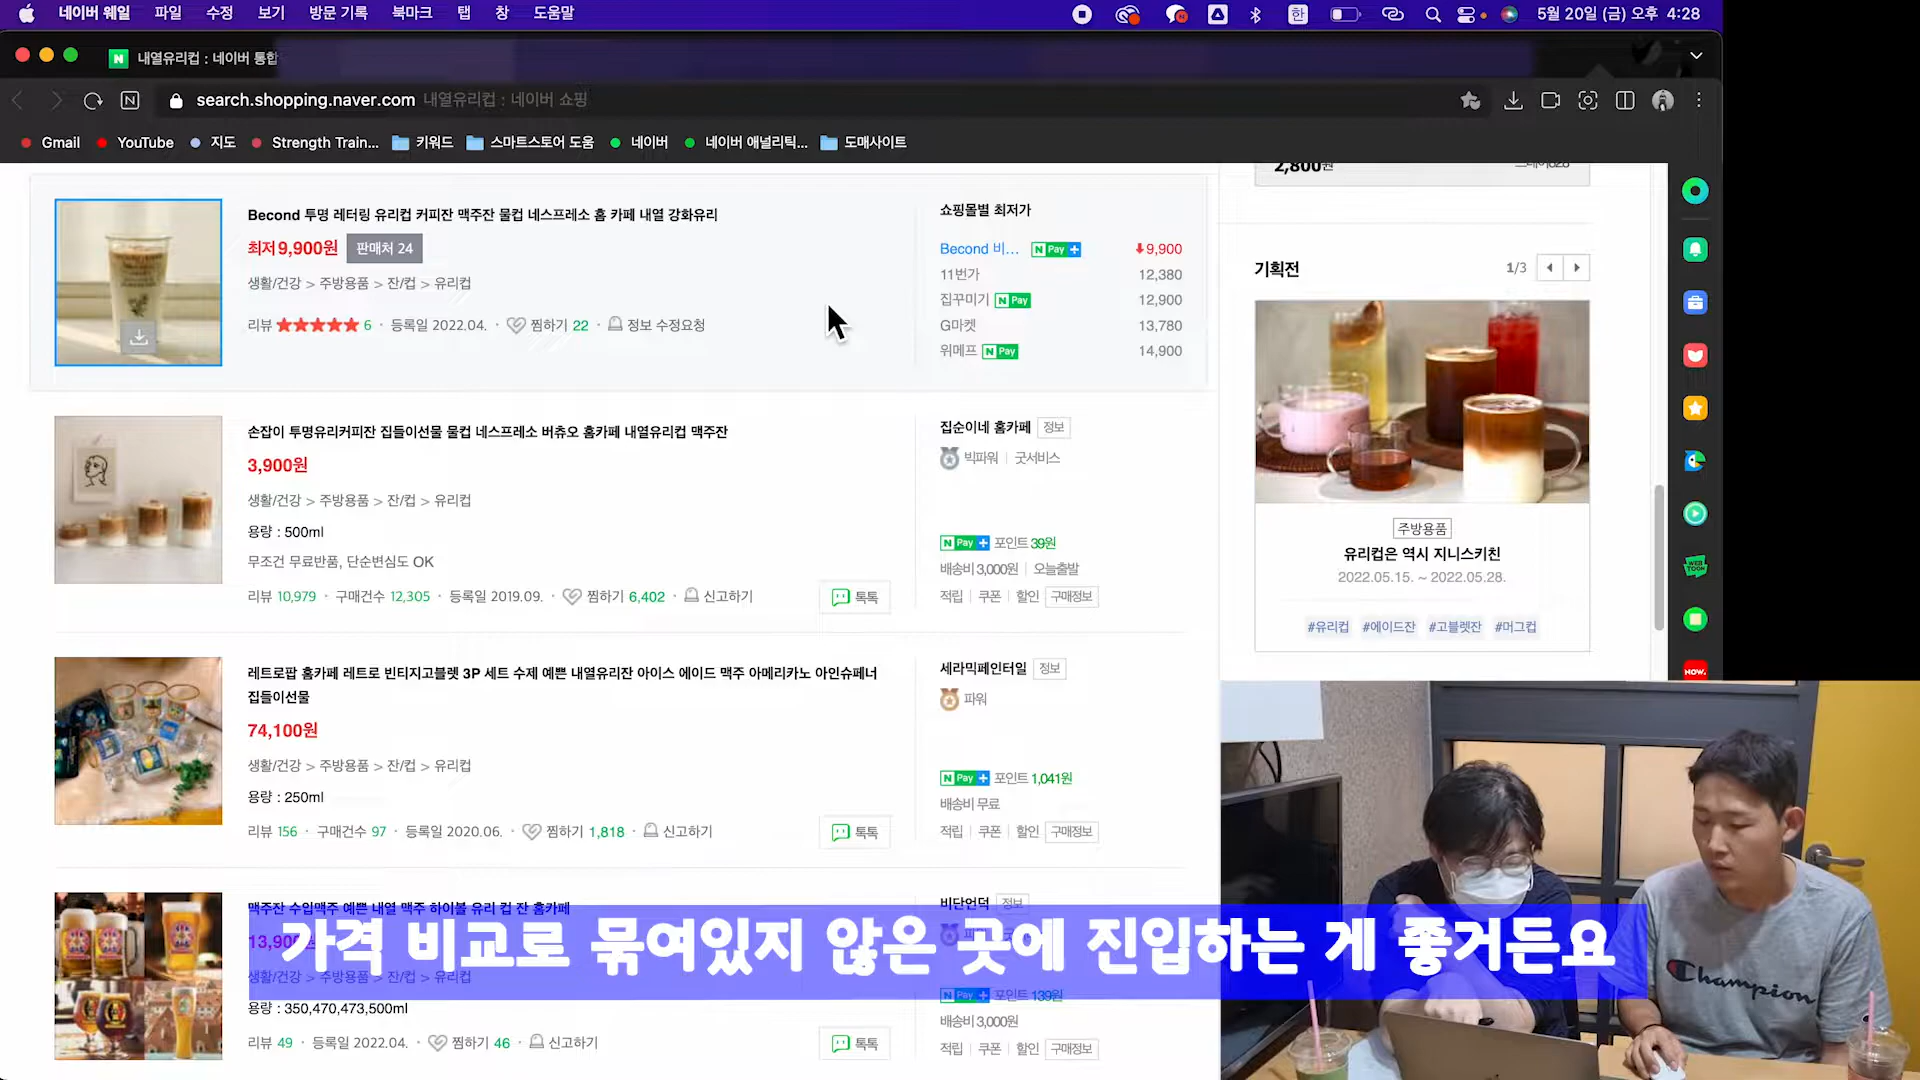 네이버 웨일 파일 수정 보기 방문 기록 북마크 탭 창 도움말
한
5월 20일 (금) 오후 4:28
N 내열유리컵 : 네이버 통합
N search.shopping.naver.com 내열유리컵 : 네이버 쇼핑
Gmail YouTube 지도 Strength Train... 키워드 스마트스토어 도움 네이버 네이버 애널리틱... 도매사이트
Becond 투명 레터링 유리컵 커피잔 맥주잔 물컵 네스프레소 홈 카페 내열 강화유리
최저 9,900원 판매처 24
생활/건강 > 주방용품 > 잔/컵 > 유리컵
리뷰 ★★★★★ 6 · 등록일 2022.04. · 찜하기 22 · 정보 수정요청
쇼핑몰별 최저가
Becond 비... N Pay + 9,900
11번가 12,380
집꾸미기 N Pay 12,900
G마켓 13,780
위메프 N Pay 14,900
손잡이 투명유리커피잔 집들이선물 물컵 네스프레소 버츄오 홈카페 내열유리컵 맥주잔
3,900원
생활/건강 > 주방용품 > 잔/컵 > 유리컵
용량 : 500ml
무조건 무료반품, 단순변심도 OK
리뷰 10,979 · 구매건수 12,305 · 등록일 2019.09. · 찜하기 6,402 · 신고하기
톡톡
집순이네 홈카페 정보
빅파워 | 굿서비스
N Pay + 포인트 39원
배송비 3,000원 | 오늘출발
적립 | 쿠폰 | 할인 구매정보
레트로팝 홈카페 레트로 빈티지고블렛 3P 세트 수제 예쁜 내열유리잔 아이스 에이드 맥주 아메리카노 아인슈페너
집들이선물
74,100원
생활/건강 > 주방용품 > 잔/컵 > 유리컵
용량 : 250ml
리뷰 156 · 구매건수 97 · 등록일 2020.06. · 찜하기 1,818 · 신고하기
톡톡
세라믹페인터일 정보
파워
N Pay + 포인트 1,041원
배송비 무료
적립 | 쿠폰 | 할인 구매정보
맥주잔 수입맥주 예쁜 내열 맥주 하이볼 유리 컵 잔 홈카페
생활/건강 > 주방용품 > 잔/컵 > 유리컵
용량 : 350,470,473,500ml
리뷰 49 · 등록일 2022.04. · 찜하기 46 · 신고하기
톡톡
비단언덕 정보
N Pay + 포인트 139원
배송비 3,000원
적립 | 쿠폰 | 할인 구매정보
2,800원
기획전 1/3
주방용품
유리컵은 역시 지니스키친
2022.05.15. ~ 2022.05.28.
#유리컵 #에이드잔 #고블렛잔 #머그컵
WEB TOON
NOW.
Champion
가격 비교로 묶여있지 않은 곳에 진입하는 게 좋거든요